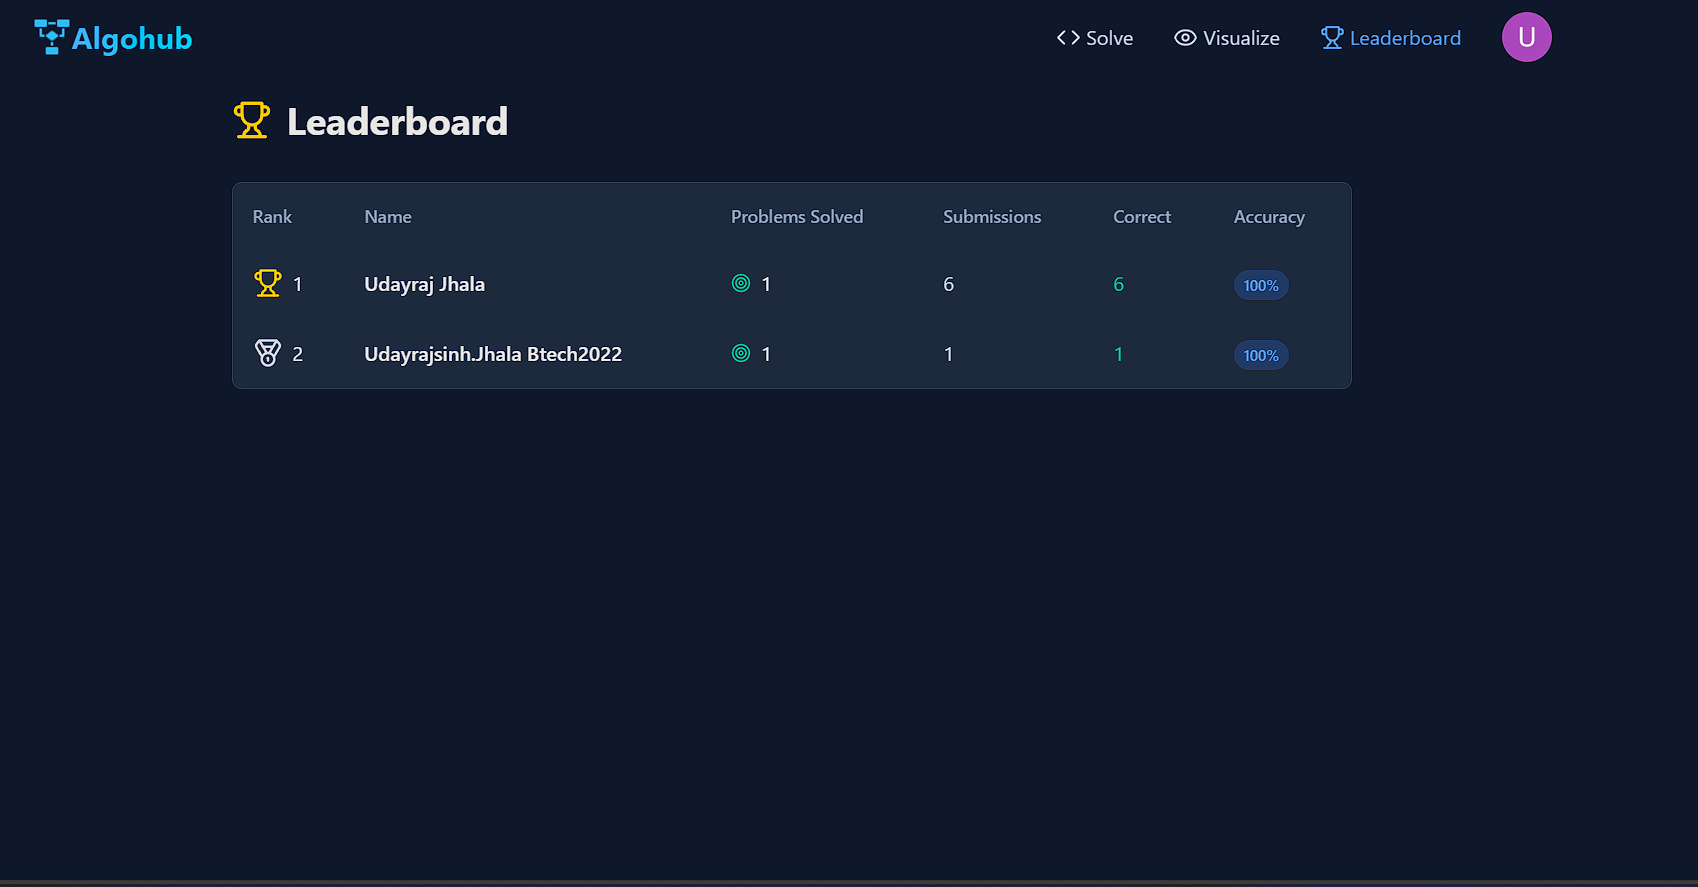 Algohub
Solve Visualize Leaderboard U
Leaderboard
Rank Name Problems Solved Submissions Correct Accuracy
1 Udayraj Jhala 1 6 6 100%
2 Udayrajsinh.Jhala Btech2022 1 1 1 100%